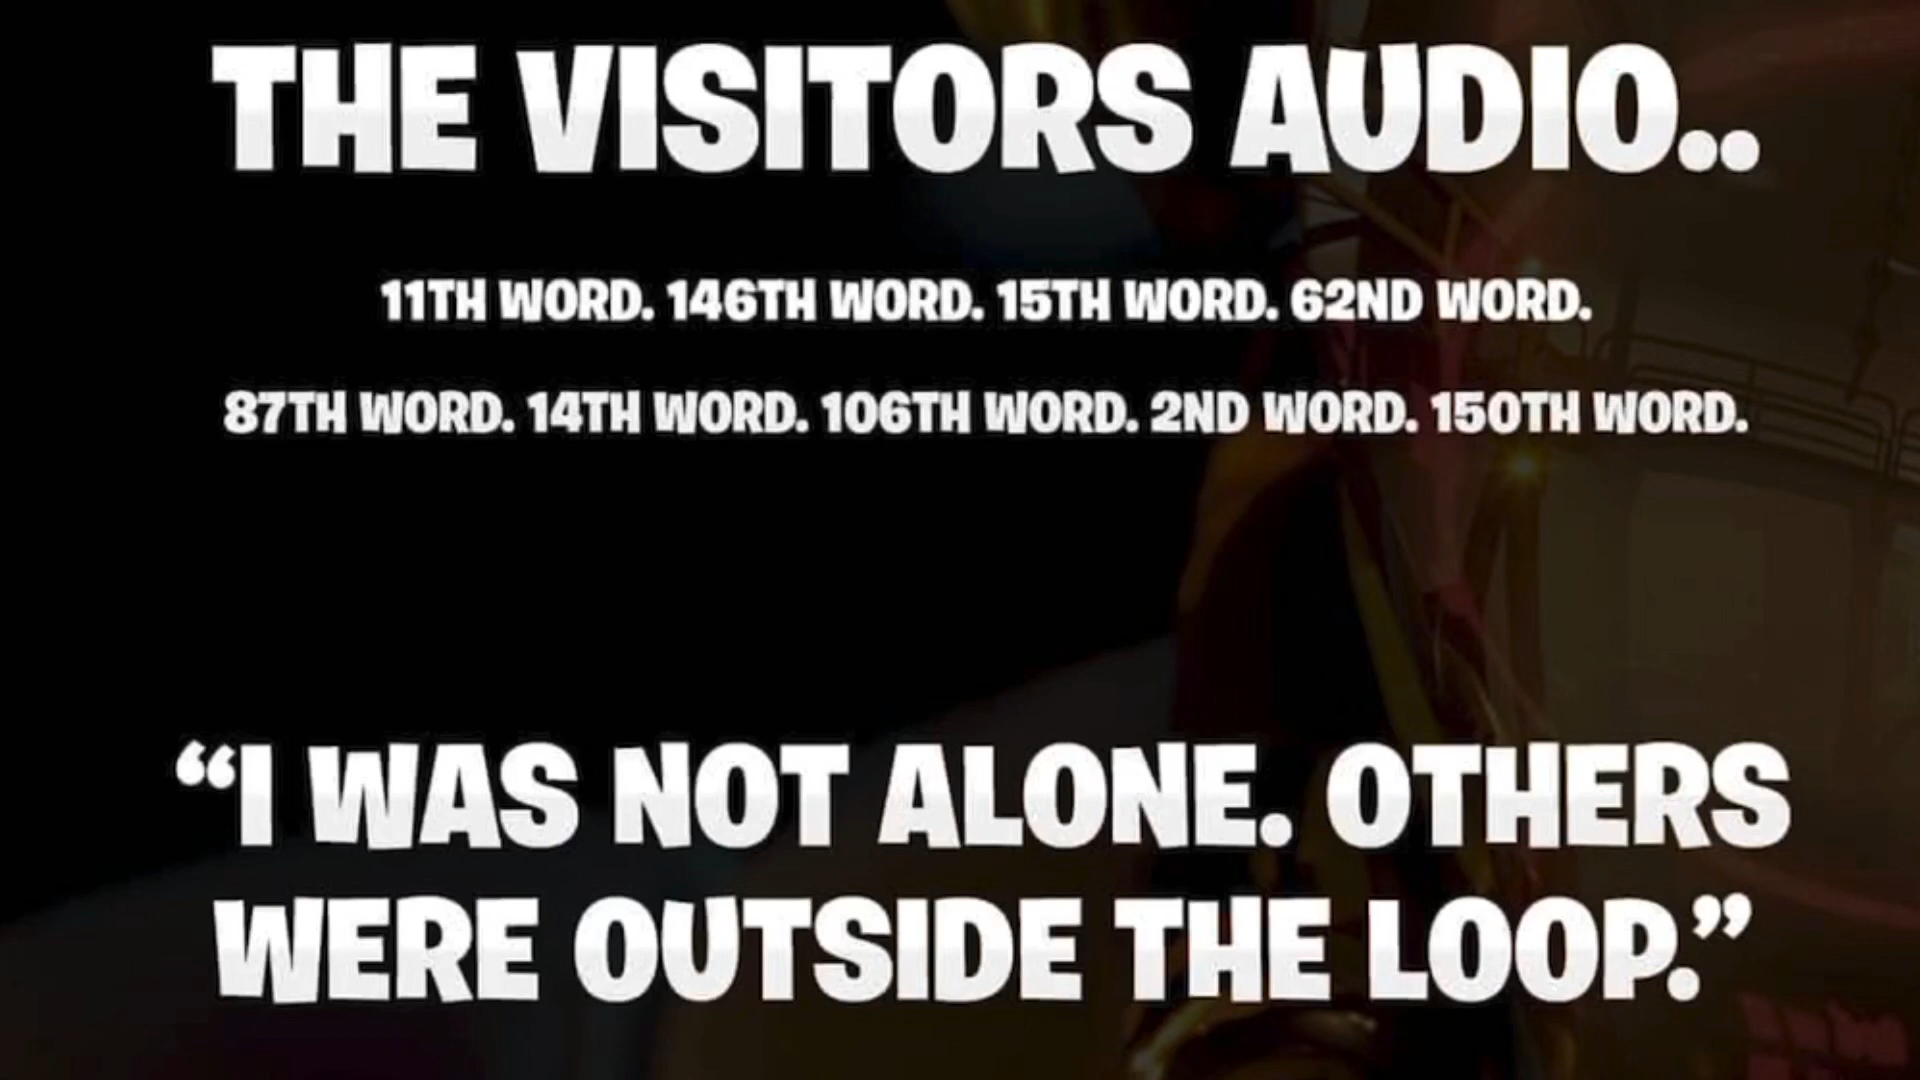 THE VISITORS AUDIO..
11TH WORD. 146TH WORD. 15TH WORD. 62ND WORD.
87TH WORD. 14TH WORD. 106TH WORD. 2ND WORD. 150TH WORD.
“I WAS NOT ALONE. OTHERS
WERE OUTSIDE THE LOOP.”